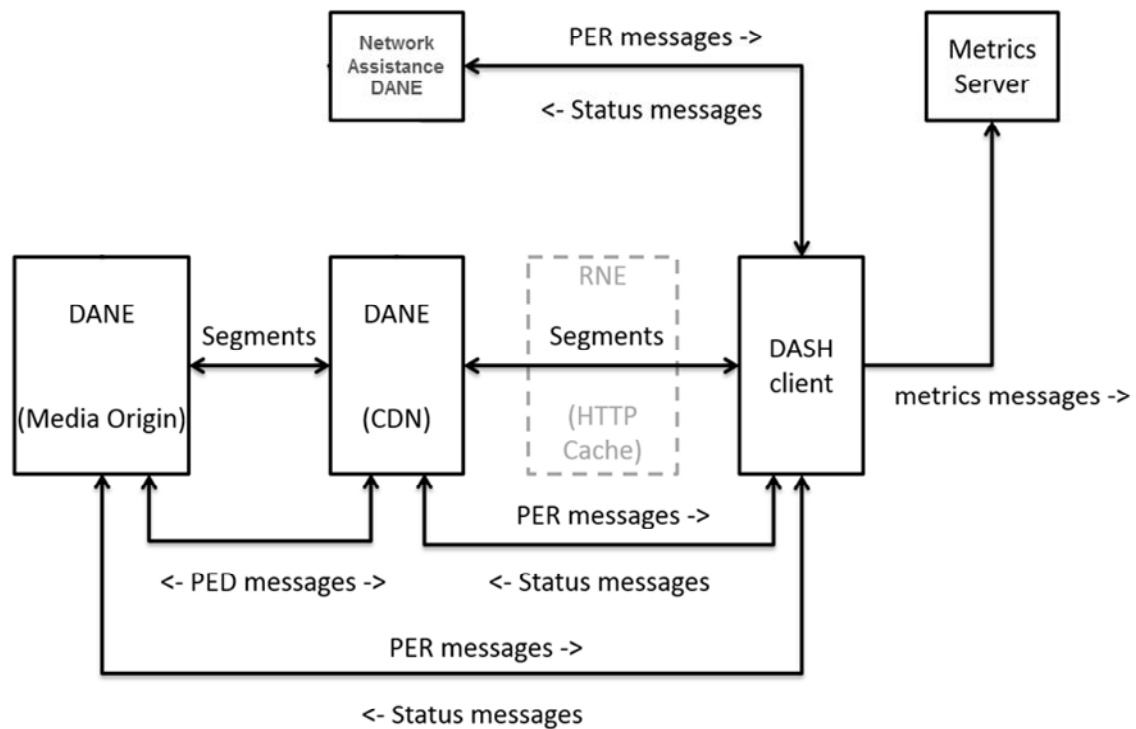 Network
Assistance
DANE
PER messages ->
<- Status messages
Metrics
Server
DANE
(Media Origin)
Segments
DANE
(CDN)
RNE
Segments
(HTTP
Cache)
DASH
client
metrics messages ->
PER messages ->
<- PED messages ->
<- Status messages
PER messages ->
<- Status messages